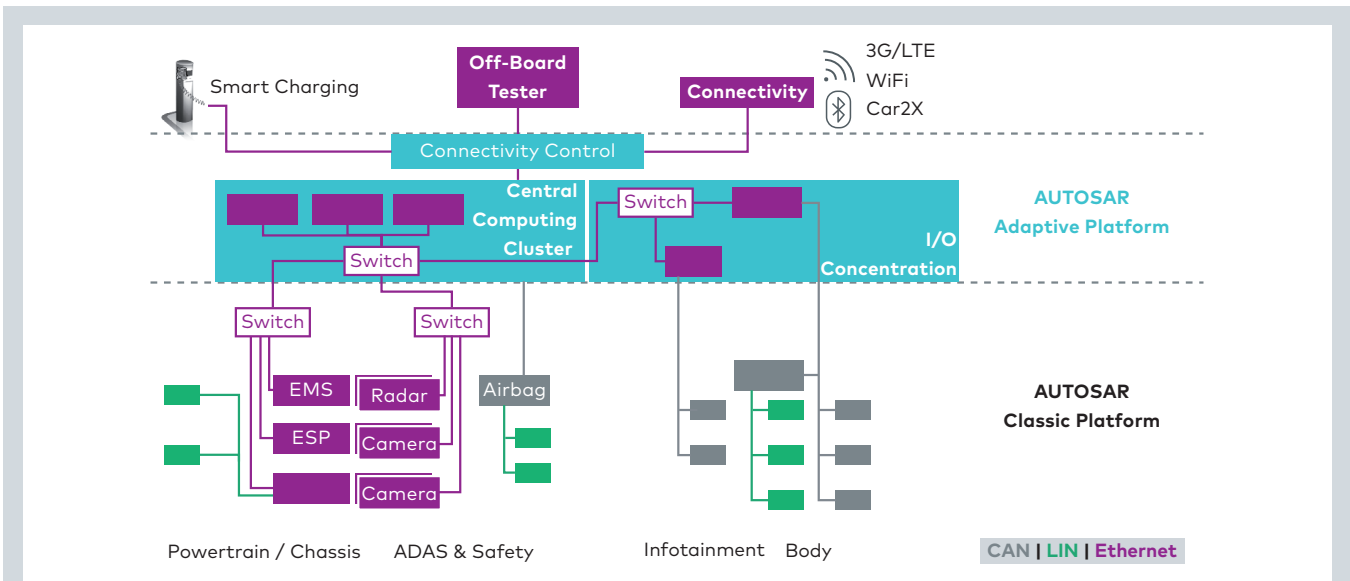 Off-Board
Tester
3G/LTE
WiFi
Car2X
Smart Charging
Connectivity
Connectivity Control
Central
Computing
Cluster
Switch
Switch
I/O
Concentration
AUTOSAR
Adaptive Platform
Switch
Switch
EMS
Radar
Airbag
ESP
Camera
Camera
AUTOSAR
Classic Platform
Powertrain / Chassis
ADAS & Safety
Infotainment
Body
CAN | LIN | Ethernet